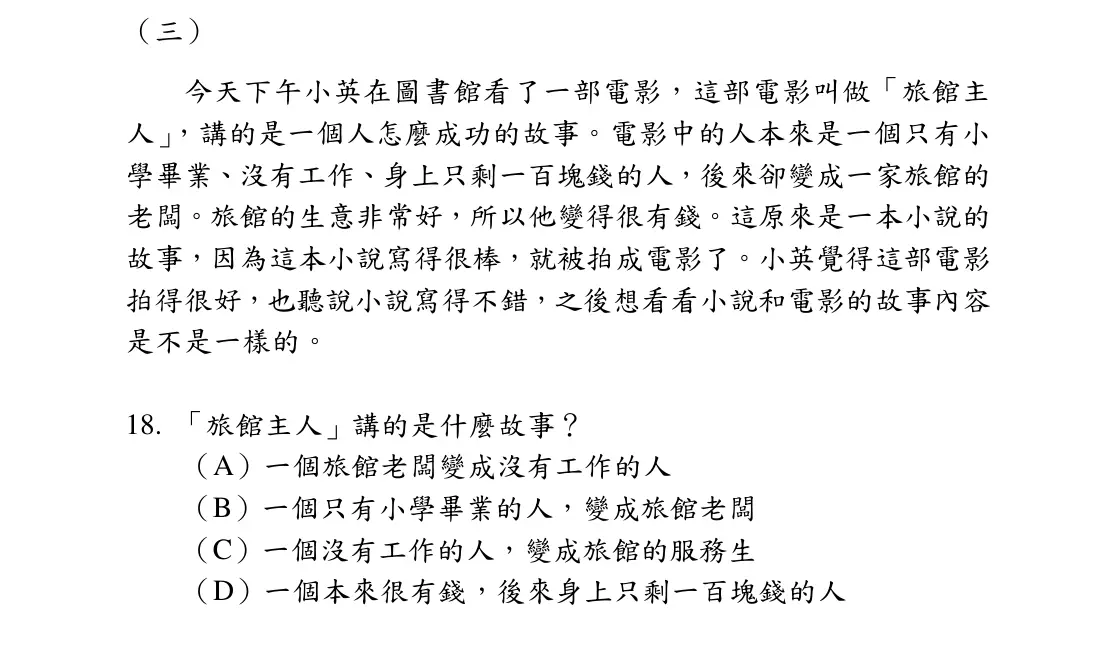 （三）
今天下午小英在圖書館看了一部電影，這部電影叫做「旅館主
人」，講的是一個人怎麼成功的故事。電影中的人本來是一個只有小
學畢業、沒有工作、身上只剩一百塊錢的人，後來卻變成一家旅館的
老闆。旅館的生意非常好，所以他變得很有錢。這原來是一本小說的
故事，因為這本小說寫得很棒，就被拍成電影了。小英覺得這部電影
拍得很好，也聽說小說寫得不錯，之後想看看小說和電影的故事內容
是不是一樣的。
18. 「旅館主人」講的是什麼故事？
（A）一個旅館老闆變成沒有工作的人
（B）一個只有小學畢業的人，變成旅館老闆
（C）一個沒有工作的人，變成旅館的服務生
（D）一個本來很有錢，後來身上只剩一百塊錢的人